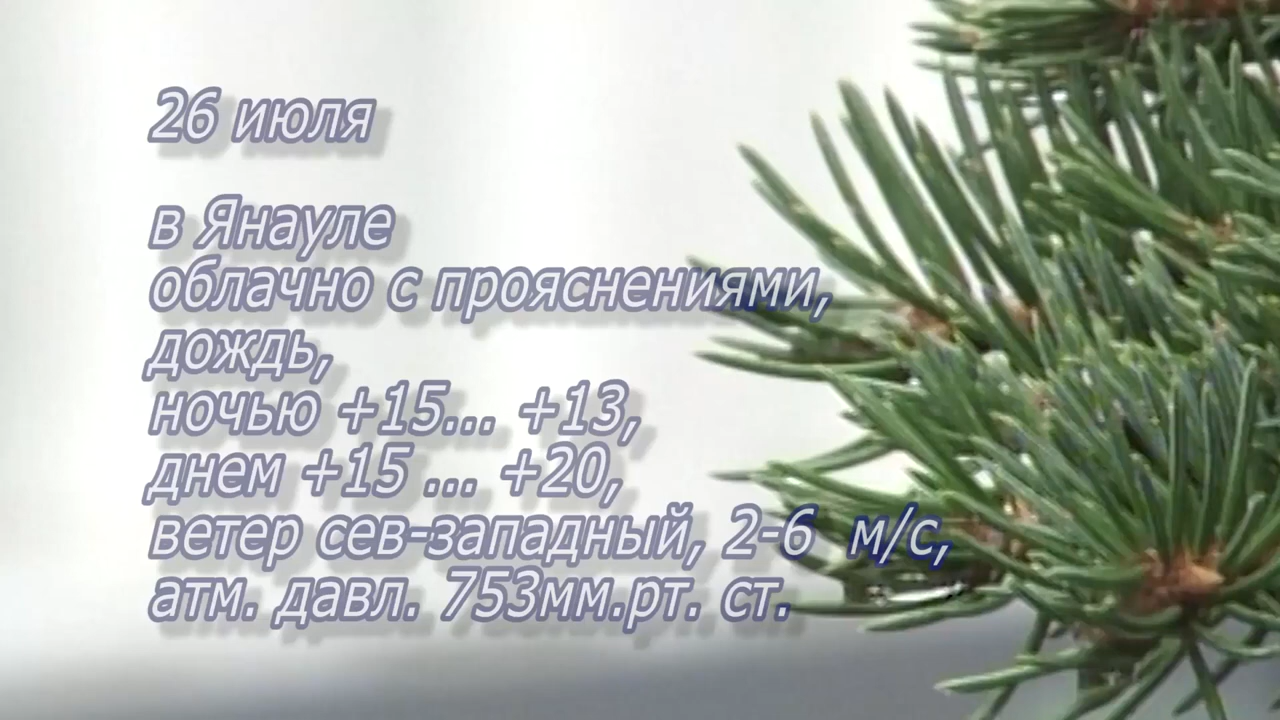 26 июля
в Янауле
облачно с прояснениями,
дождь,
ночью +15... +13,
днем +15 ... +20,
ветер сев-западный, 2-6 м/с,
атм. давл. 753мм.рт. ст.